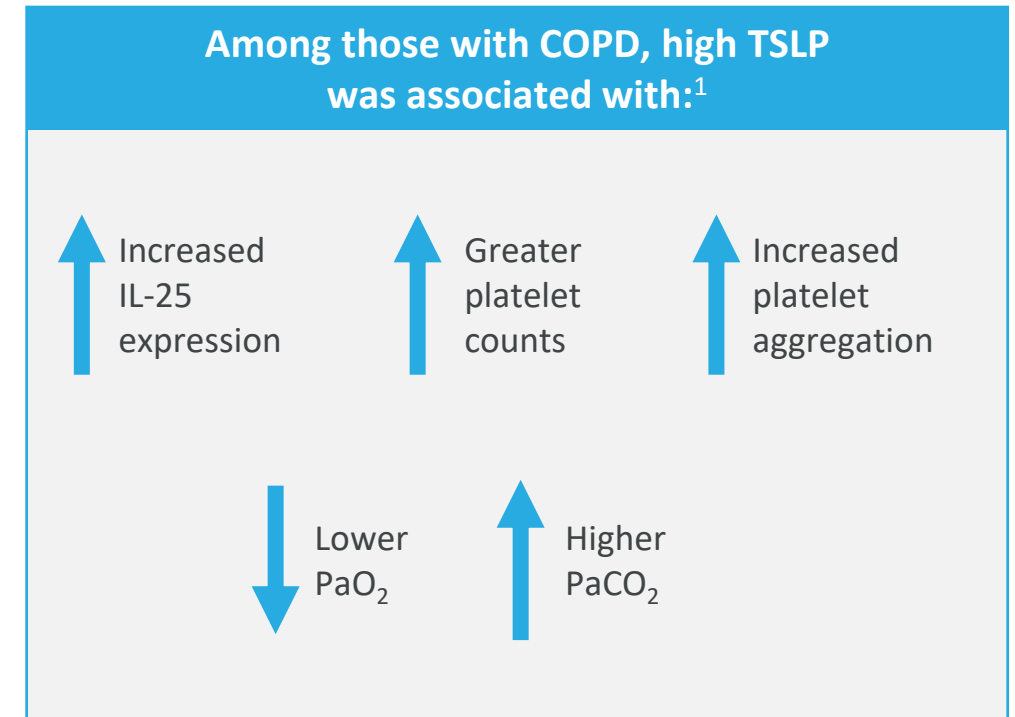 Among those with COPD, high TSLP
was associated with:¹
Increased
IL-25
expression
Greater
platelet
counts
Increased
platelet
aggregation
Lower
PaO₂
Higher
PaCO₂